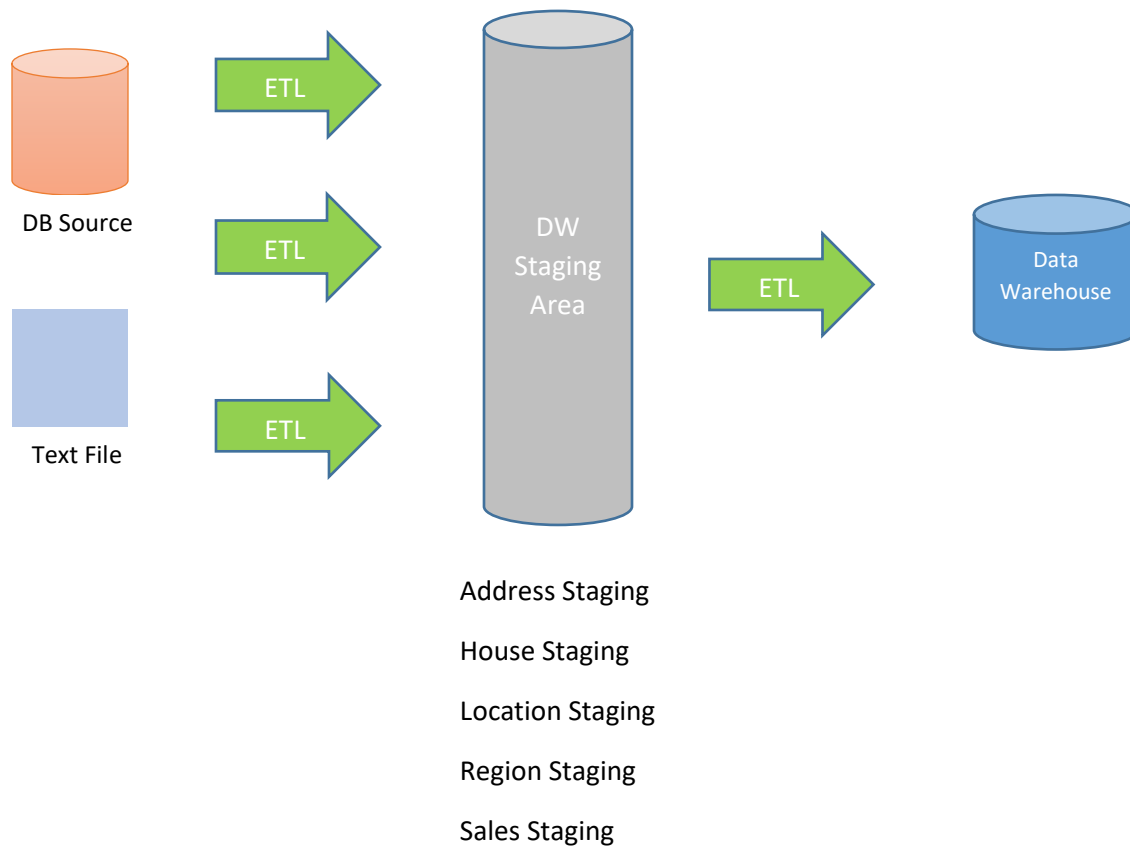 ETL
DB Source
ETL
Text File
ETL
DW
Staging
Area
ETL
Data
Warehouse
Address Staging
House Staging
Location Staging
Region Staging
Sales Staging